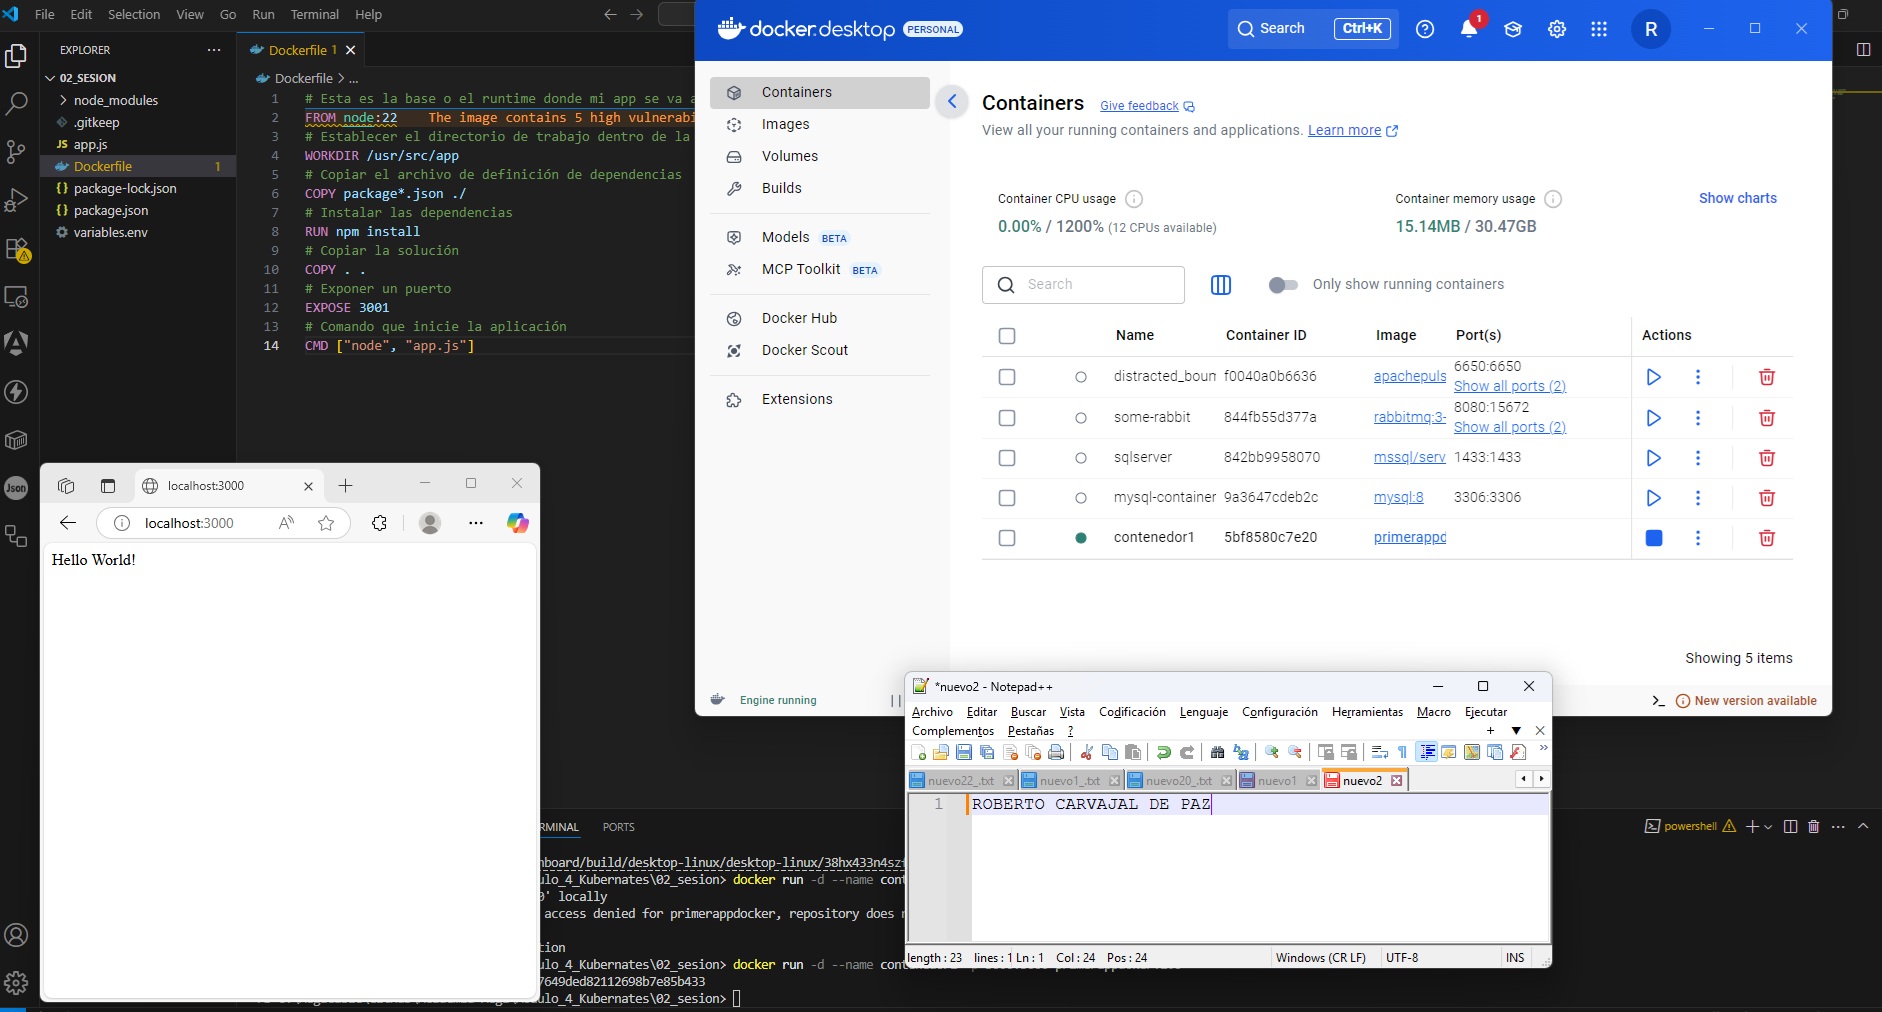 File Edit Selection View Go Run Terminal Help
EXPLORER
02_SESION
node_modules
.gitkeep
JS app.js
Dockerfile 1
{} package-lock.json
{} package.json
variables.env
Json
Dockerfile 1
Dockerfile > ...
1 # Esta es la base o el runtime donde mi app se va a
2 FROM node:22 The image contains 5 high vulnerabi
3 # Establecer el directorio de trabajo dentro de la
4 WORKDIR /usr/src/app
5 # Copiar el archivo de definición de dependencias
6 COPY package*.json ./
7 # Instalar las dependencias
8 RUN npm install
9 # Copiar la solución
10 COPY . .
11 # Exponer un puerto
12 EXPOSE 3001
13 # Comando que inicie la aplicación
14 CMD ["node", "app.js"]
docker.desktop PERSONAL
Search Ctrl+K
1
R
Containers
Images
Volumes
Builds
Models BETA
MCP Toolkit BETA
Docker Hub
Docker Scout
Extensions
Containers Give feedback
View all your running containers and applications. Learn more
Container CPU usage
0.00% / 1200% (12 CPUs available)
Container memory usage
15.14MB / 30.47GB
Show charts
Search
Only show running containers
Name Container ID Image Port(s) Actions
distracted_boun f0040a0b6636 apachepuls 6650:6650
Show all ports (2)
some-rabbit 844fb55d377a rabbitmq:3- 8080:15672
Show all ports (2)
sqlserver 842bb9958070 mssql/serv 1433:1433
mysql-container 9a3647cdeb2c mysql:8 3306:3306
contenedor1 5bf8580c7e20 primerappd
Showing 5 items
Engine running
New version available
localhost:3000
localhost:3000
Hello World!
*nuevo2 - Notepad++
Archivo Editar Buscar Vista Codificación Lenguaje Configuración Herramientas Macro Ejecutar
Complementos Pestañas ?
nuevo22_.txt nuevo1_.txt nuevo20_.txt nuevo1 nuevo2
1 ROBERTO CARVAJAL DE PAZ
length : 23 lines : 1 Ln : 1 Col : 24 Pos : 24 Windows (CR LF) UTF-8 INS
RMINAL PORTS
powershell
board/build/desktop-linux/desktop-linux/38hx433n4sz
ulo_4_Kubernates\02_sesion> docker run -d --name cont
0' locally
access denied for primerappdocker, repository does
tion
ulo_4_Kubernates\02_sesion> docker run -d --name
7649ded82112698b7e85b433
ulo_4_Kubernates\02_sesion>